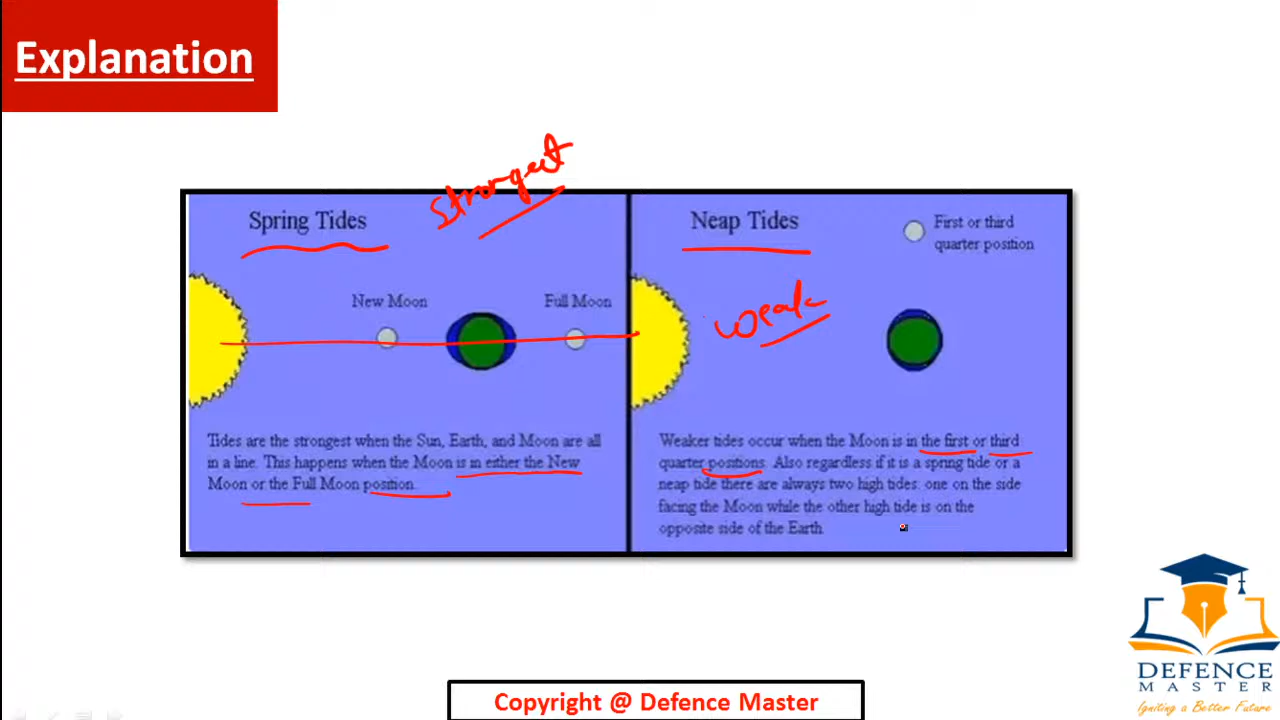 Explanation
Strongest
Spring Tides
New Moon
Full Moon
Tides are the strongest when the Sun, Earth, and Moon are all
in a line. This happens when the Moon is in either the New
Moon or the Full Moon position.
Neap Tides
First or third
quarter position
Weak
Weaker tides occur when the Moon is in the first or third
quarter positions. Also regardless if it is a spring tide or a
neap tide there are always two high tides: one on the side
facing the Moon while the other high tide is on the
opposite side of the Earth.
DEFENCE
MASTER
Igniting a Better Future
Copyright @ Defence Master